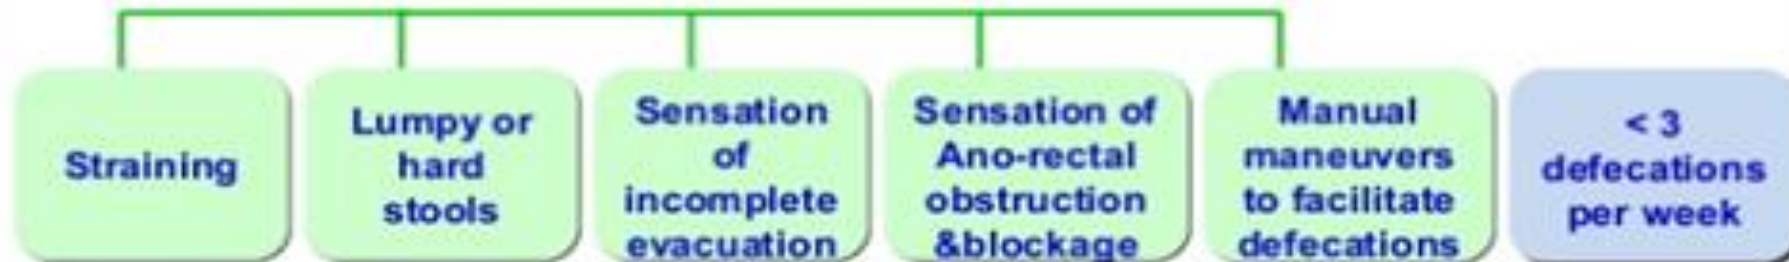 Straining
Lumpy or
hard
stools
Sensation
of
incomplete
evacuation
Sensation of
Ano-rectal
obstruction
&blockage
Manual
maneuvers
to facilitate
defecations
< 3
defecations
per week